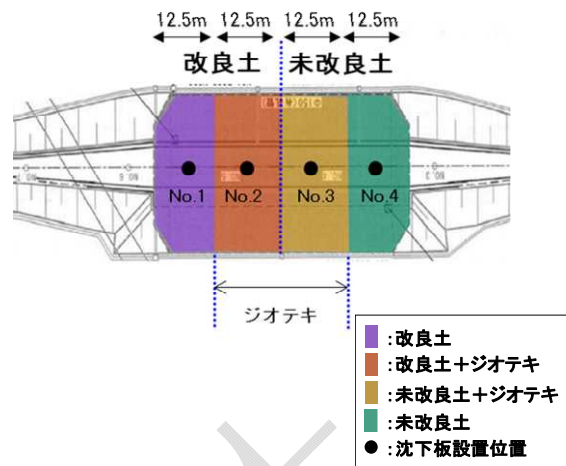 12.5m 12.5m 12.5m 12.5m
改良土 未改良土
No.1 No.2 No.3 No.4
ジオテキ
:改良土
:改良土+ジオテキ
:未改良土+ジオテキ
:未改良土
:沈下板設置位置